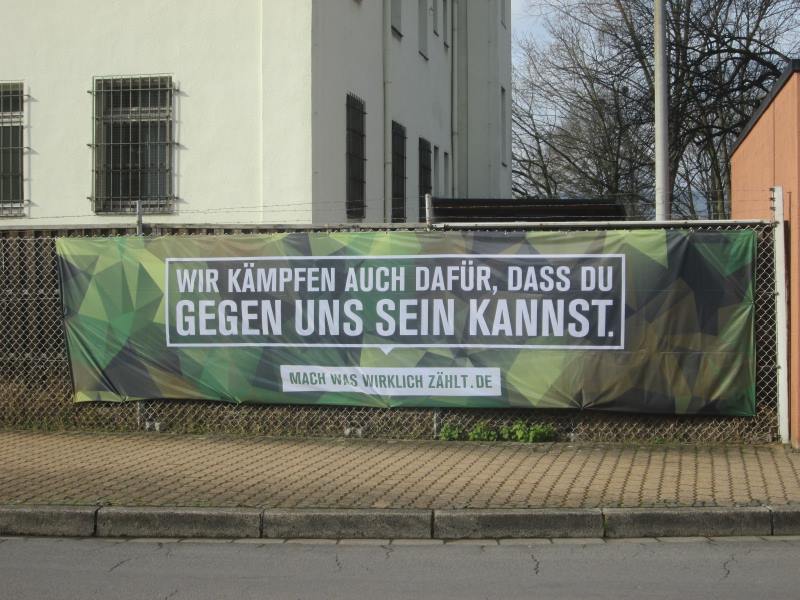 WIR KÄMPFEN AUCH DAFÜR, DASS DU
GEGEN UNS SEIN KANNST.
MACH WAS WIRKLICH ZÄHLT.DE